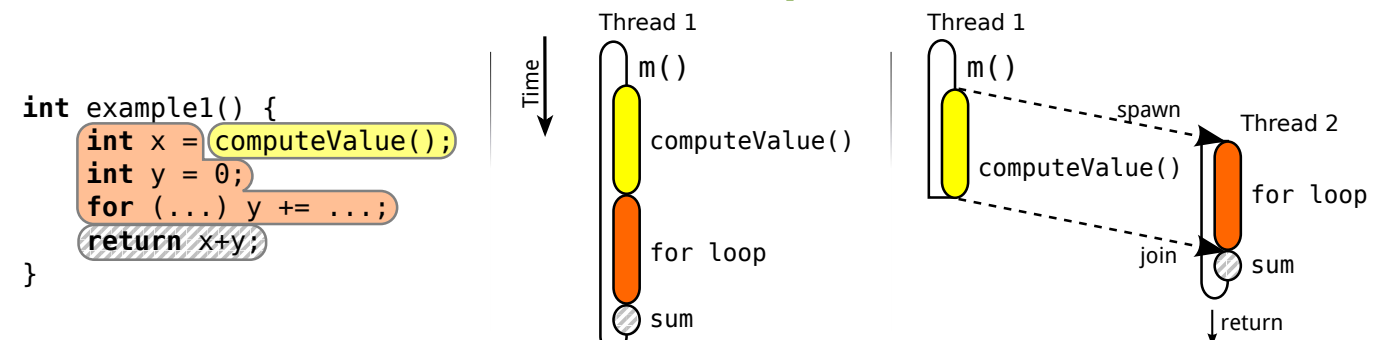 int example1() {
int x = computeValue();
int y = 0;
for (...) y += ...;
return x+y;
}
Time
Thread 1
m()
computeValue()
for loop
sum
Thread 1
m()
spawn
Thread 2
computeValue()
for loop
join
sum
return